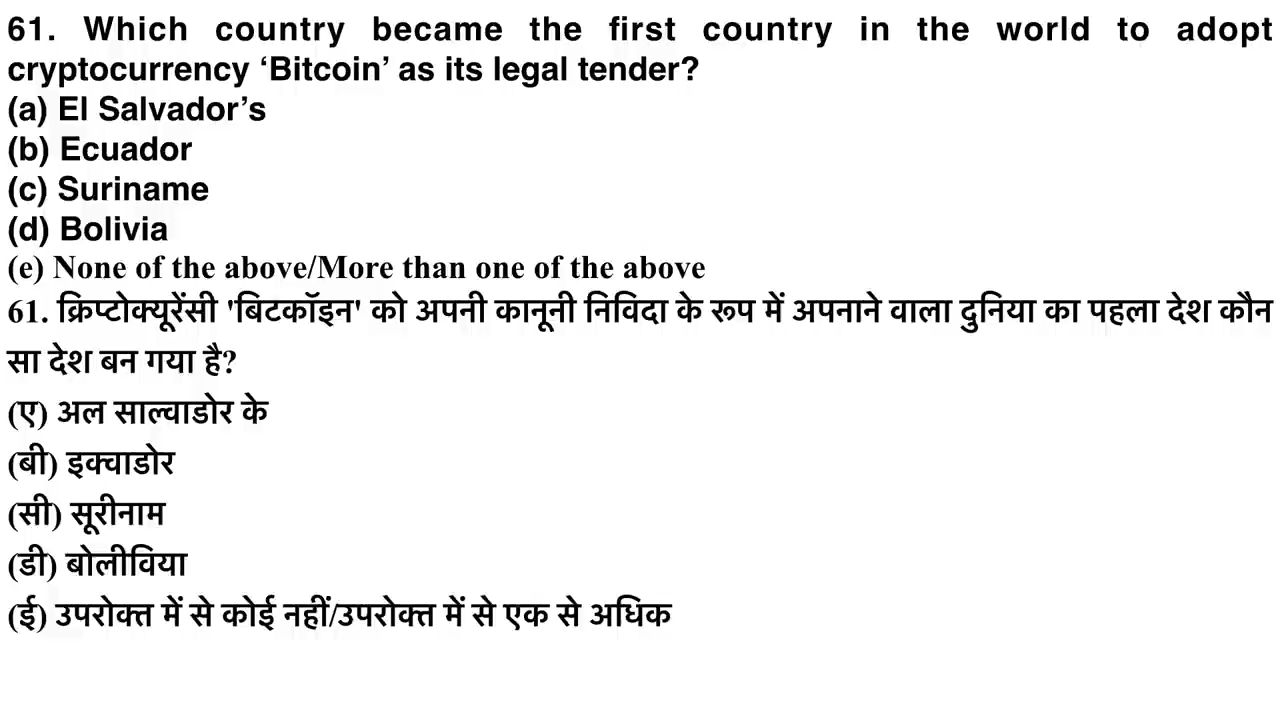 61. Which country became the first country in the world to adopt
cryptocurrency ‘Bitcoin’ as its legal tender?
(a) El Salvador’s
(b) Ecuador
(c) Suriname
(d) Bolivia
(e) None of the above/More than one of the above
61. क्रिप्टोक्यूरेंसी 'बिटकॉइन' को अपनी कानूनी निविदा के रूप में अपनाने वाला दुनिया का पहला देश कौन
सा देश बन गया है?
(ए) अल साल्वाडोर के
(बी) इक्वाडोर
(सी) सूरीनाम
(डी) बोलीविया
(ई) उपरोक्त में से कोई नहीं/उपरोक्त में से एक से अधिक